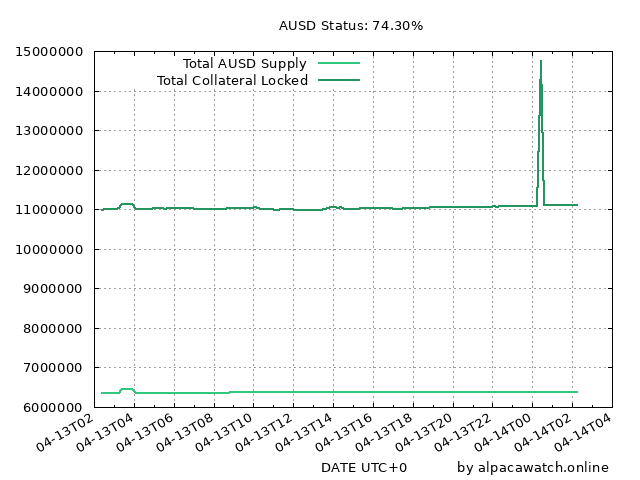 AUSD Status: 74.30%
15000000
14000000
13000000
12000000
11000000
10000000
9000000
8000000
7000000
6000000
Total AUSD Supply
Total Collateral Locked
04-13T02
04-13T04
04-13T06
04-13T08
04-13T10
04-13T12
04-13T14
04-13T16
04-13T18
04-13T20
04-13T22
04-14T00
04-14T02
04-14T04
DATE UTC+0
by alpacawatch.online